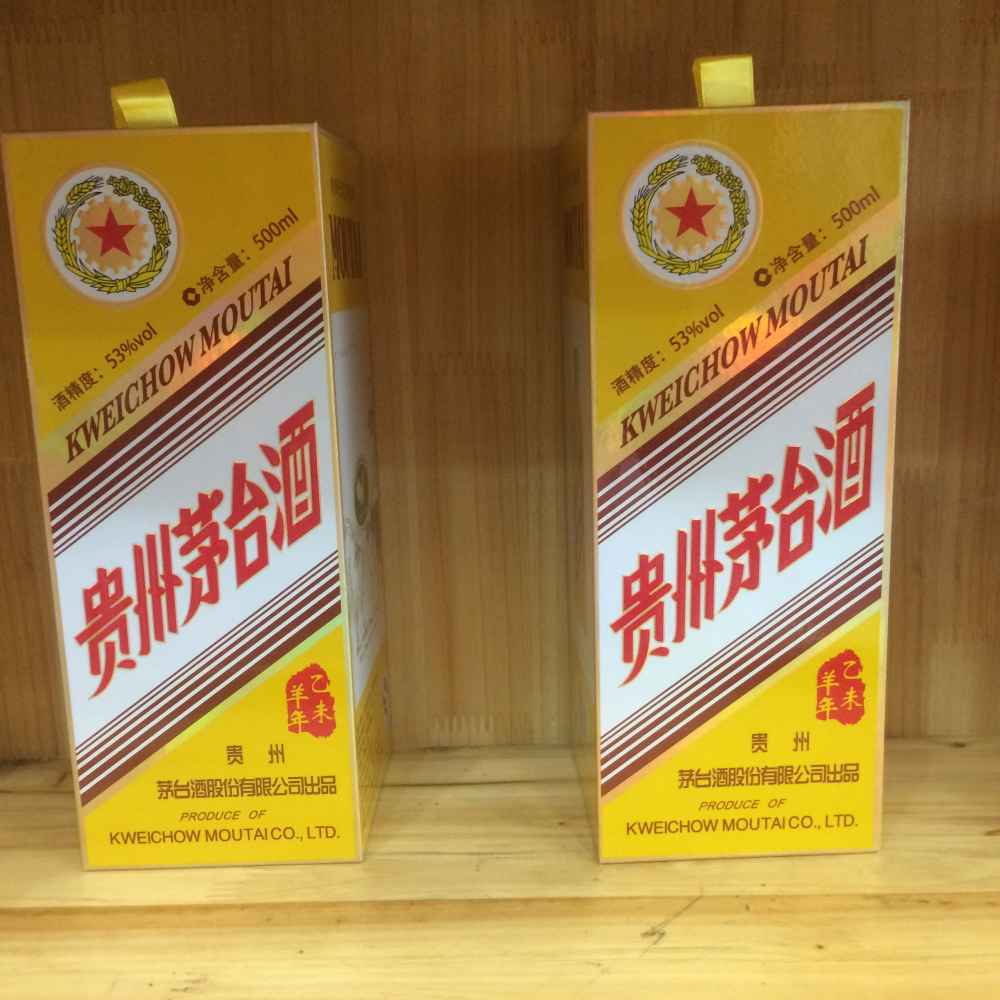 净含量：500ml
酒精度：53%vol
KWEICHOW MOUTAI
贵州茅台酒
乙未
羊年
贵州
茅台酒股份有限公司出品
PRODUCE OF
KWEICHOW MOUTAI CO., LTD.
净含量：500ml
酒精度：53%vol
KWEICHOW MOUTAI
贵州茅台酒
乙未
羊年
贵州
茅台酒股份有限公司出品
PRODUCE OF
KWEICHOW MOUTAI CO., LTD.